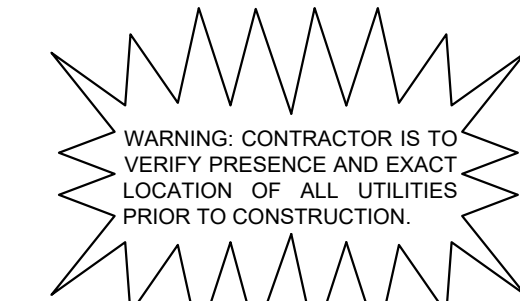 WARNING: CONTRACTOR IS TO
VERIFY PRESENCE AND EXACT
LOCATION OF ALL UTILITIES
PRIOR TO CONSTRUCTION.